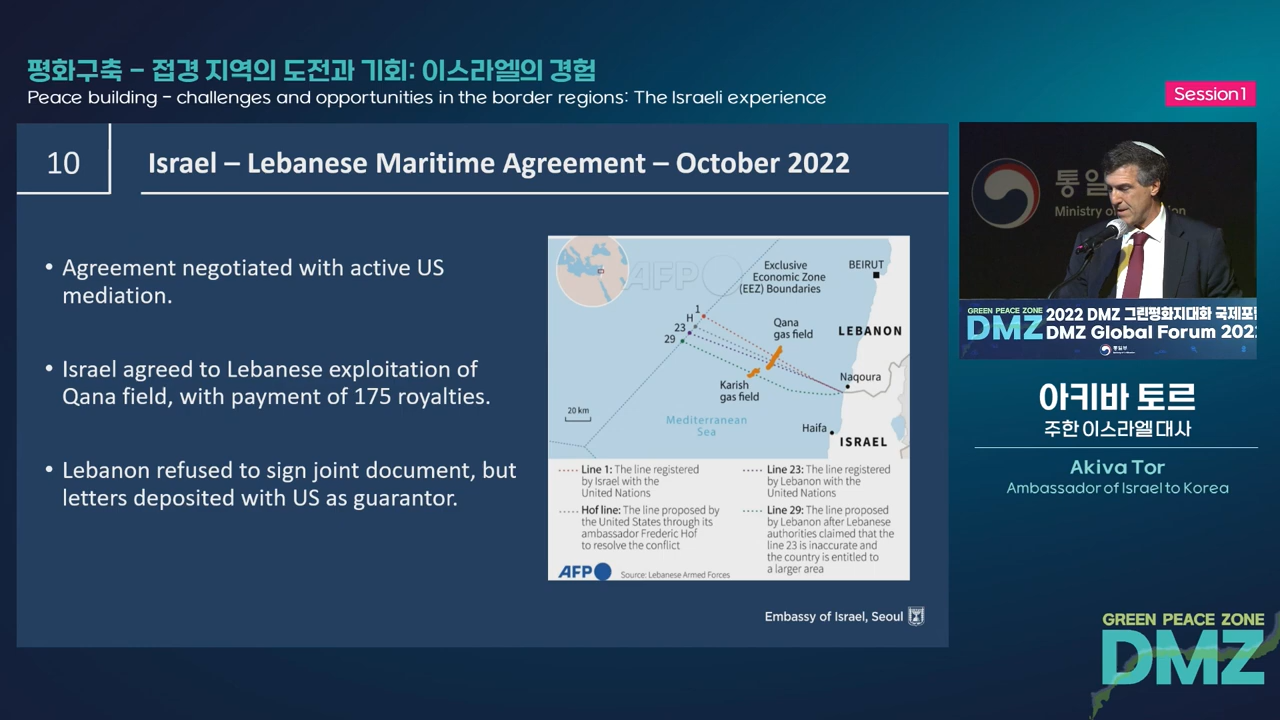 평화구축 – 접경 지역의 도전과 기회: 이스라엘의 경험
Peace building – challenges and opportunities in the border regions: The Israeli experience
Session1
10
Israel – Lebanese Maritime Agreement – October 2022
• Agreement negotiated with active US
mediation.
• Israel agreed to Lebanese exploitation of
Qana field, with payment of 175 royalties.
• Lebanon refused to sign joint document, but
letters deposited with US as guarantor.
AFP
Exclusive
Economic Zone
(EEZ) Boundaries
BEIRUT
1
H
23
29
Qana
gas field
LEBANON
Karish
gas field
Naqoura
20 km
Mediterranean
Sea
Haifa
ISRAEL
Line 1: The line registered
by Israel with the
United Nations
Line 23: The line registered
by Lebanon with the
United Nations
Hof line: The line proposed by
the United States through its
ambassador Frederic Hof
to resolve the conflict
Line 29: The line proposed
by Lebanon after Lebanese
authorities claimed that the
line 23 is inaccurate and
the country is entitled to
a larger area
AFP
Source: Lebanese Armed Forces
Embassy of Israel, Seoul
통일
Ministry of
GREEN PEACE ZONE
DMZ
2022 DMZ 그린평화지대화 국제포
DMZ Global Forum 202
통일부
아키바 토르
주한 이스라엘 대사
Akiva Tor
Ambassador of Israel to Korea
GREEN PEACE ZONE
DMZ